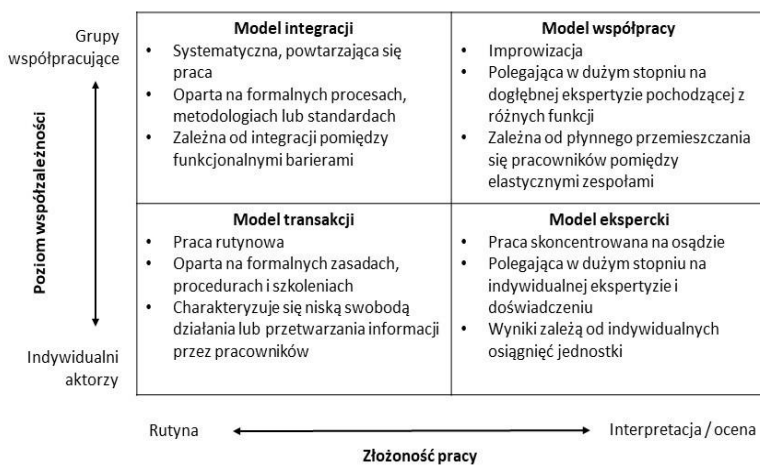 Grupy
współpracujące
Poziom współzależności
Indywidualni
aktorzy
Model integracji
• Systematyczna, powtarzająca się
praca
• Oparta na formalnych procesach,
metodologiach lub standardach
• Zależna od integracji pomiędzy
funkcjonalnymi barierami
Model współpracy
• Improwizacja
• Polegająca w dużym stopniu na
dogłębnej ekspertyzie pochodzącej z
różnych funkcji
• Zależna od płynnego przemieszczania
się pracowników pomiędzy
elastycznymi zespołami
Model transakcji
• Praca rutynowa
• Oparta na formalnych zasadach,
procedurach i szkoleniach
• Charakteryzuje się niską swobodą
działania lub przetwarzania informacji
przez pracowników
Model ekspercki
• Praca skoncentrowana na osądzie
• Polegająca w dużym stopniu na
indywidualnej ekspertyzie i
doświadczeniu
• Wyniki zależą od indywidualnych
osiągnięć jednostki
Rutyna
Interpretacja / ocena
Złożoność pracy